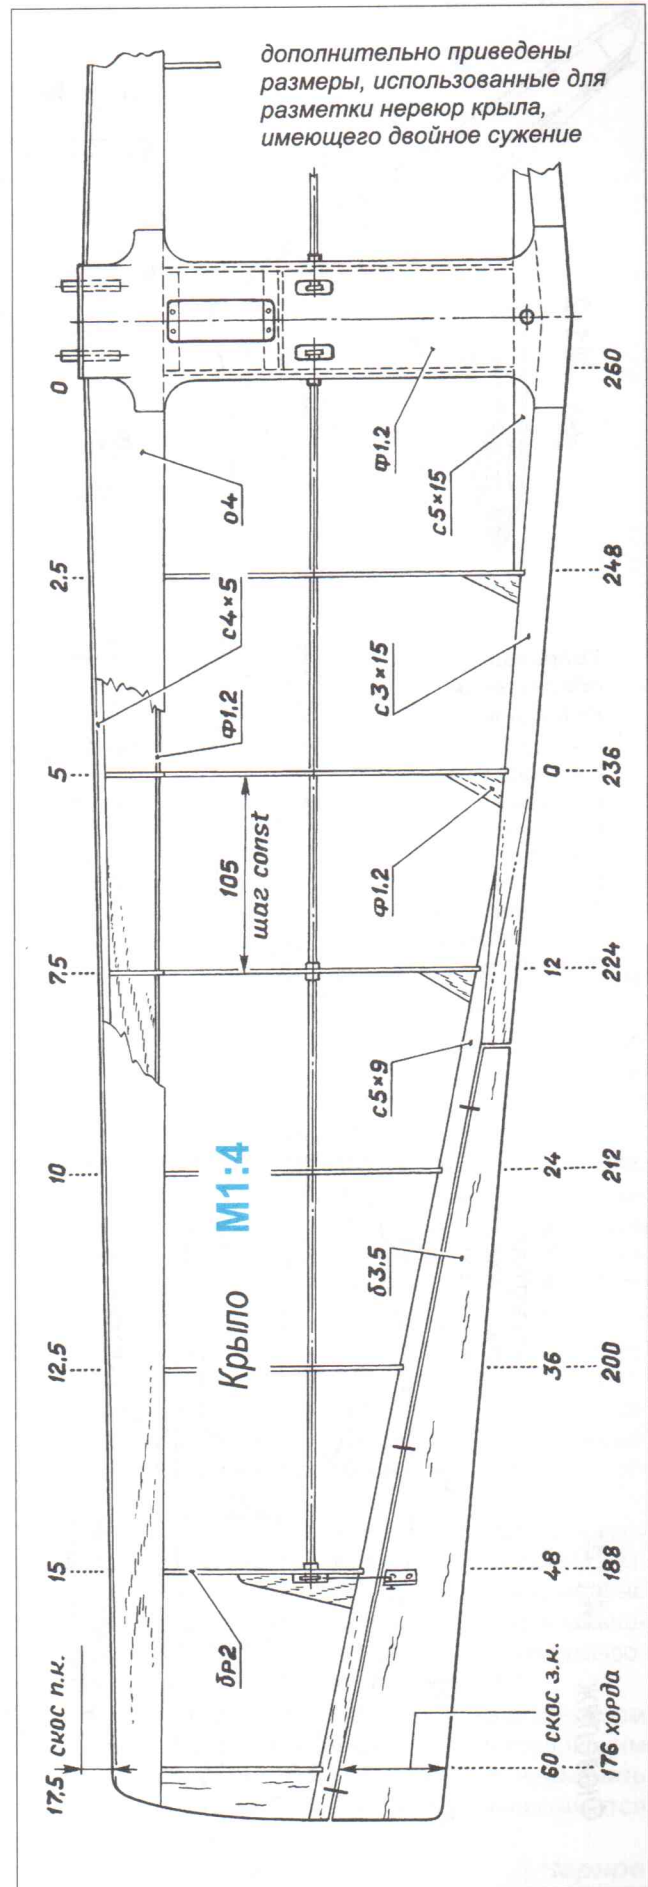 дополнительно приведены
размеры, использованные для
разметки нервюр крыла,
имеющего двойное сужение
0
2,5
5
7,5
10
12,5
15
17,5 скос п.к.
о4
с4×5
ф1,2
ф1,2
с5×15
с3×15
105
шаг const
ф1,2
с5×9
Крыло М1:4
б3,5
бр2
0
12
24
36
48
60 скос з.к.
260
248
236
224
212
200
188
176 хорда